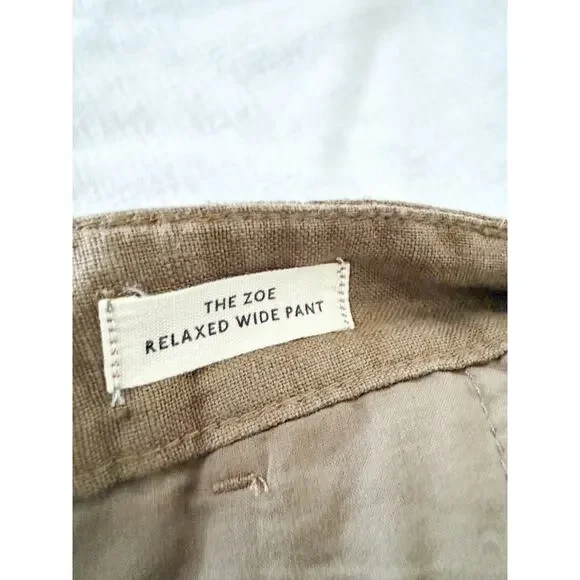 THE ZOE
RELAXED WIDE PANT